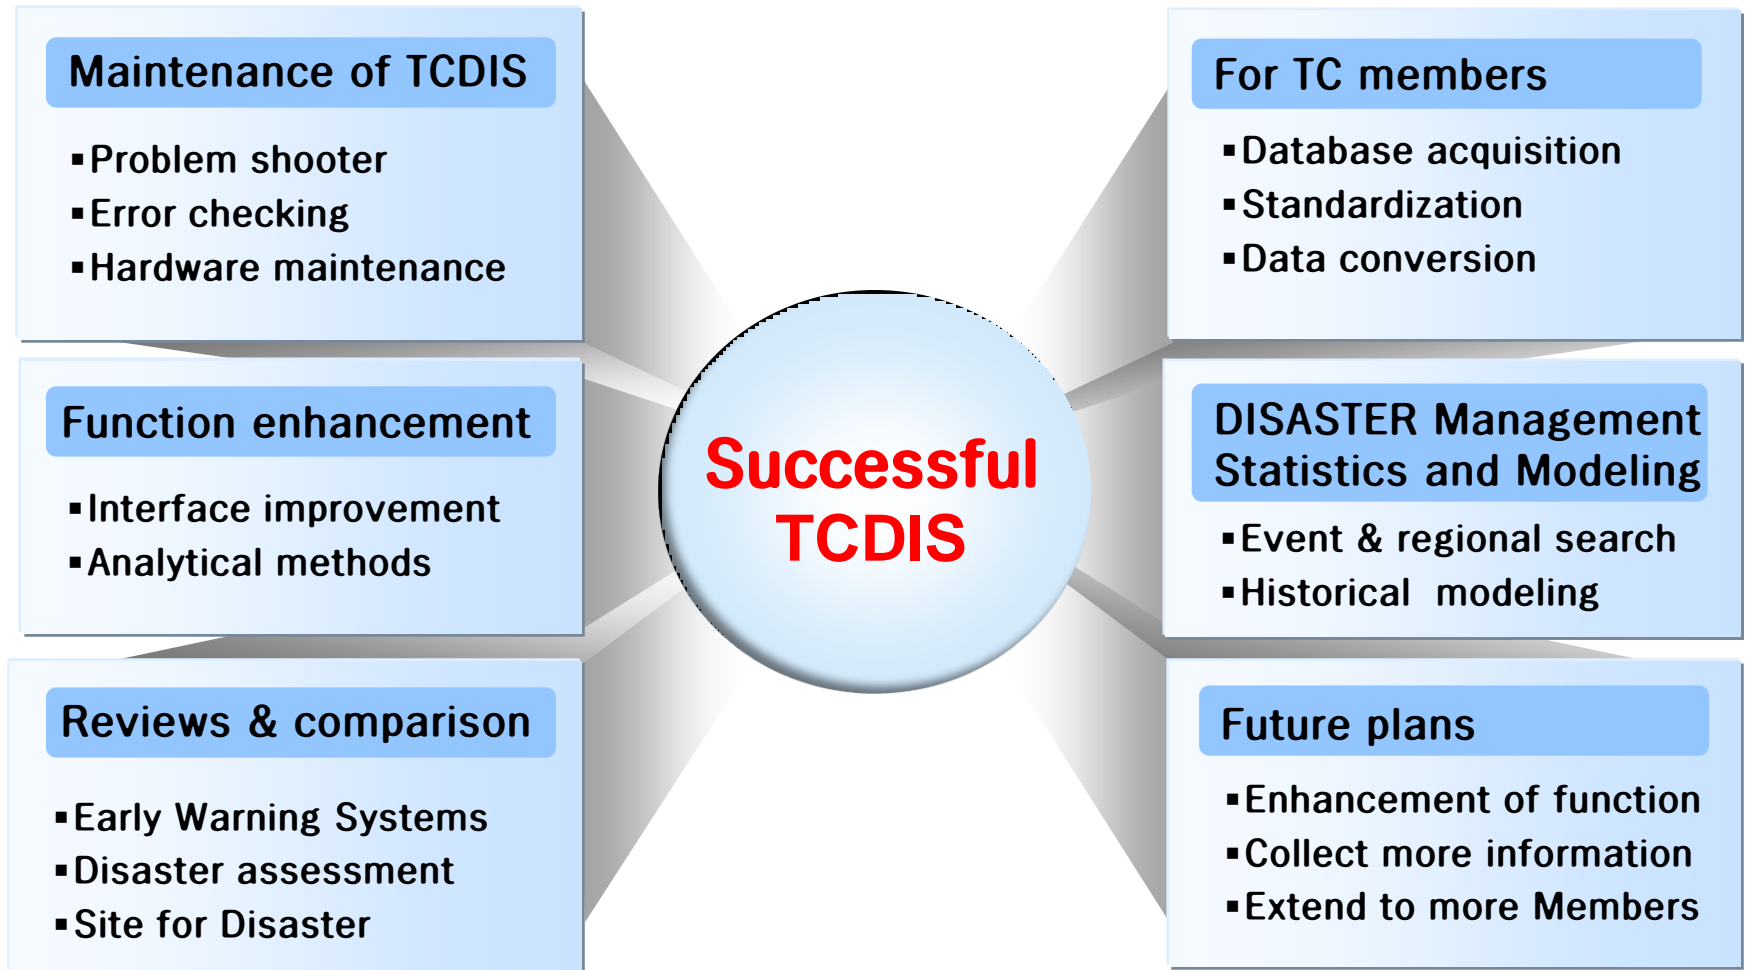 Maintenance of TCDIS
▪Problem shooter
▪Error checking
▪Hardware maintenance
Function enhancement
▪Interface improvement
▪Analytical methods
Reviews & comparison
▪Early Warning Systems
▪Disaster assessment
▪Site for Disaster
Successful
TCDIS
For TC members
▪Database acquisition
▪Standardization
▪Data conversion
DISASTER Management
Statistics and Modeling
▪Event & regional search
▪Historical  modeling
Future plans
▪Enhancement of function
▪Collect more information
▪Extend to more Members